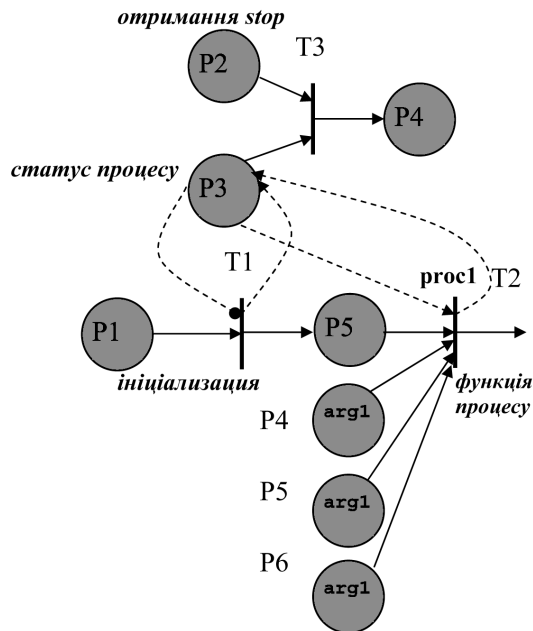 отримання stop
T3
P2
P4
статус процесу
P3
T1
proc1
T2
P1
P5
ініціализация
функція
процесу
P4
arg1
P5
arg1
P6
arg1